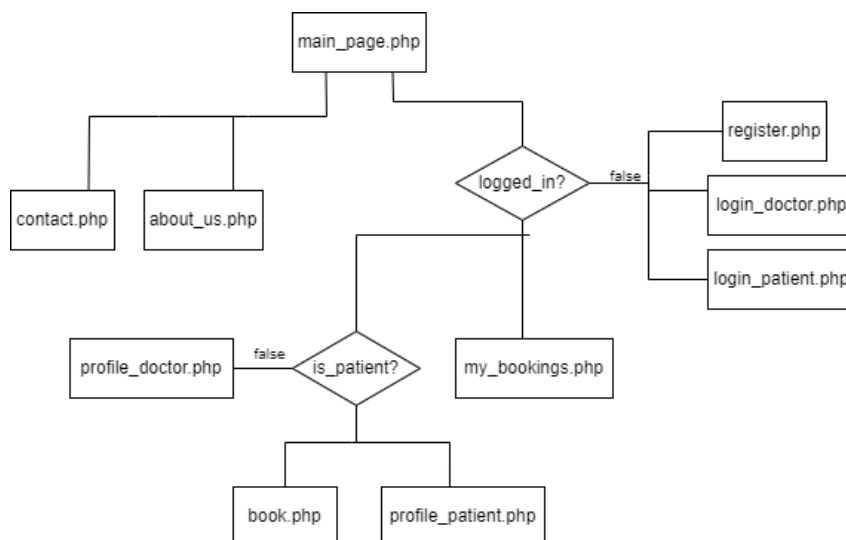 main_page.php
register.php
logged_in?
false
contact.php
about_us.php
login_doctor.php
login_patient.php
profile_doctor.php
false
is_patient?
my_bookings.php
book.php
profile_patient.php